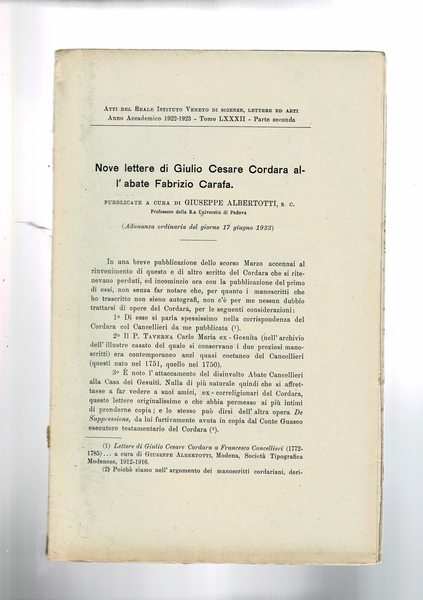 Atti del Reale Istituto Veneto di scienze, lettere ed arti
Anno Accademico 1922-1923 - Tomo LXXXII - Parte seconda
Nove lettere di Giulio Cesare Cordara al-
l'abate Fabrizio Carafa.
PUBBLICATE A CURA DI GIUSEPPE ALBERTOTTI, s. c.
Professore della R.a Università di Padova
(Adunanza ordinaria del giorno 17 giugno 1923)
In una breve pubblicazione dello scorso Marzo accennai al
rinvenimento di questo e di altro scritto del Cordara che si rite-
nevano perduti, ed incomincio ora con la pubblicazione del primo
di essi, non senza far notare che, per quanto i manoscritti che
ho trascritto non sieno autografi, non c'è per me nessun dubbio
trattarsi di opere del Cordara, per le seguenti considerazioni:
1º Di esse si parla spessissimo nella corrispondenza del
Cordara col Cancellieri da me pubblicata (¹).
2º Il P. Taverna Carlo Maria ex-Gesuita (nell'archivio
dell'illustre casato del quale si conservano i due preziosi mano-
scritti) era contemporaneo anzi quasi coetaneo del Cancellieri
(questi nato nel 1751, quello nel 1750).
3º È noto l'attaccamento del disinvolto Abate Cancellieri
alla Casa dei Gesuiti. Nulla di più naturale quindi che si affret-
tasse a far vedere a suoi amici, ex-correligionari del Cordara,
queste lettere originalissime e che abbia permesso ai più intimi
di prenderne copia; e lo stesso può dirsi dell'altra opera De
Suppressione, da lui furtivamente avuta in copia dal Conte Guasco
esecutore testamentario del Cordara (²).
(1) Lettere di Giulio Cesare Cordara a Francesco Cancellieri (1772-
1785)... a cura di Giuseppe Albertotti, Modena, Società Tipografica
Modenese, 1912-1916.
(2) Poichè siamo nell'argomento dei manoscritti cordariani, deri-